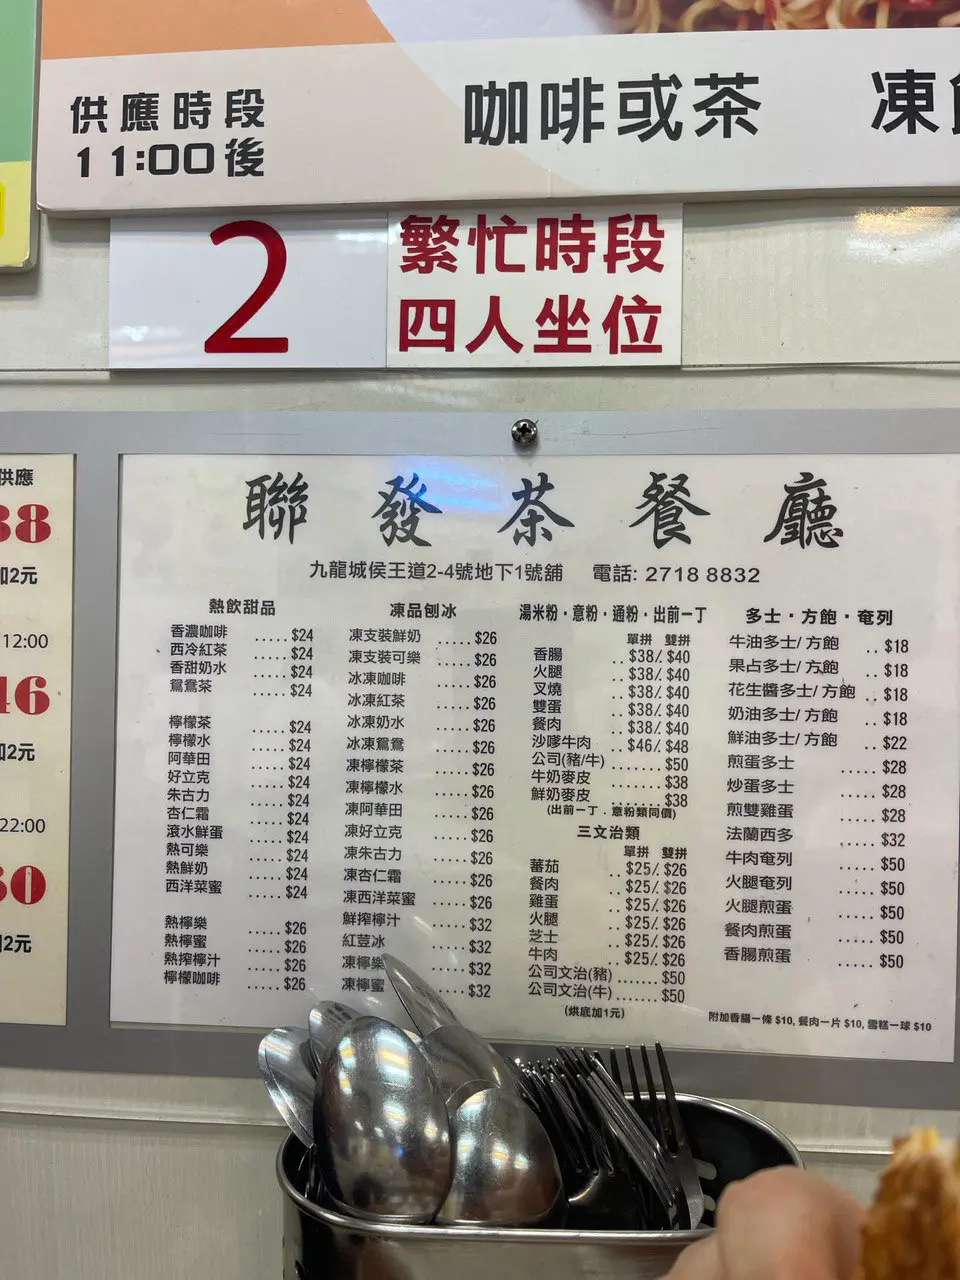 供應時段
11:00後
咖啡或茶
凍
2
繁忙時段
四人坐位
供應
加2元
12:00
加2元
22:00
加2元
聯發茶餐廳
九龍城侯王道2-4號地下1號舖 電話: 2718 8832
熱飲甜品
香濃咖啡 ..... $24
西冷紅茶 ..... $24
香甜奶水 ..... $24
鴛鴦茶 ..... $24
檸檬茶 ..... $24
檸檬水 ..... $24
阿華田 ..... $24
好立克 ..... $24
朱古力 ..... $24
杏仁霜 ..... $24
滾水鮮蛋 ..... $24
熱可樂 ..... $24
熱鮮奶 ..... $24
西洋菜蜜 ..... $24
熱檸樂 ..... $26
熱檸蜜 ..... $26
熱搾檸汁 ..... $26
檸檬咖啡 ..... $26
凍品刨冰
凍支裝鮮奶 ..... $26
凍支裝可樂 ..... $26
冰凍咖啡 ..... $26
冰凍紅茶 ..... $26
冰凍奶水 ..... $26
冰凍鴛鴦 ..... $26
凍檸檬茶 ..... $26
凍檸檬水 ..... $26
凍阿華田 ..... $26
凍好立克 ..... $26
凍朱古力 ..... $26
凍杏仁霜 ..... $26
凍西洋菜蜜 ..... $26
鮮搾檸汁 ..... $32
紅荳冰 ..... $32
凍檸樂 ..... $32
凍檸蜜 ..... $32
湯米粉・意粉・通粉・出前一丁
單拼 雙拼
香腸 .. $38/ $40
火腿 .. $38/ $40
叉燒 .. $38/ $40
雙蛋 .. $38/ $40
餐肉 .. $38/ $40
沙嗲牛肉 .. $46/ $48
公司(豬/牛) ....... $50
牛奶麥皮 ....... $38
鮮奶麥皮 ....... $38
(出前一丁．意粉類同價)
三文治類
單拼 雙拼
蕃茄 .. $25/ $26
餐肉 .. $25/ $26
雞蛋 .. $25/ $26
火腿 .. $25/ $26
芝士 .. $25/ $26
牛肉 .. $25/ $26
公司文治(豬) ....... $50
公司文治(牛) ....... $50
(烘底加1元)
多士・方飽・奄列
牛油多士/方飽 .. $18
果占多士/方飽 .. $18
花生醬多士/方飽 .. $18
奶油多士/方飽 .. $18
鮮油多士/方飽 .. $22
煎蛋多士 ..... $28
炒蛋多士 ..... $28
煎雙雞蛋 ..... $28
法蘭西多 ..... $32
牛肉奄列 ..... $50
火腿奄列 ..... $50
火腿煎蛋 ..... $50
餐肉煎蛋 ..... $50
香腸煎蛋 ..... $50
附加香腸一條 $10, 餐肉一片 $10, 雪糕一球 $10